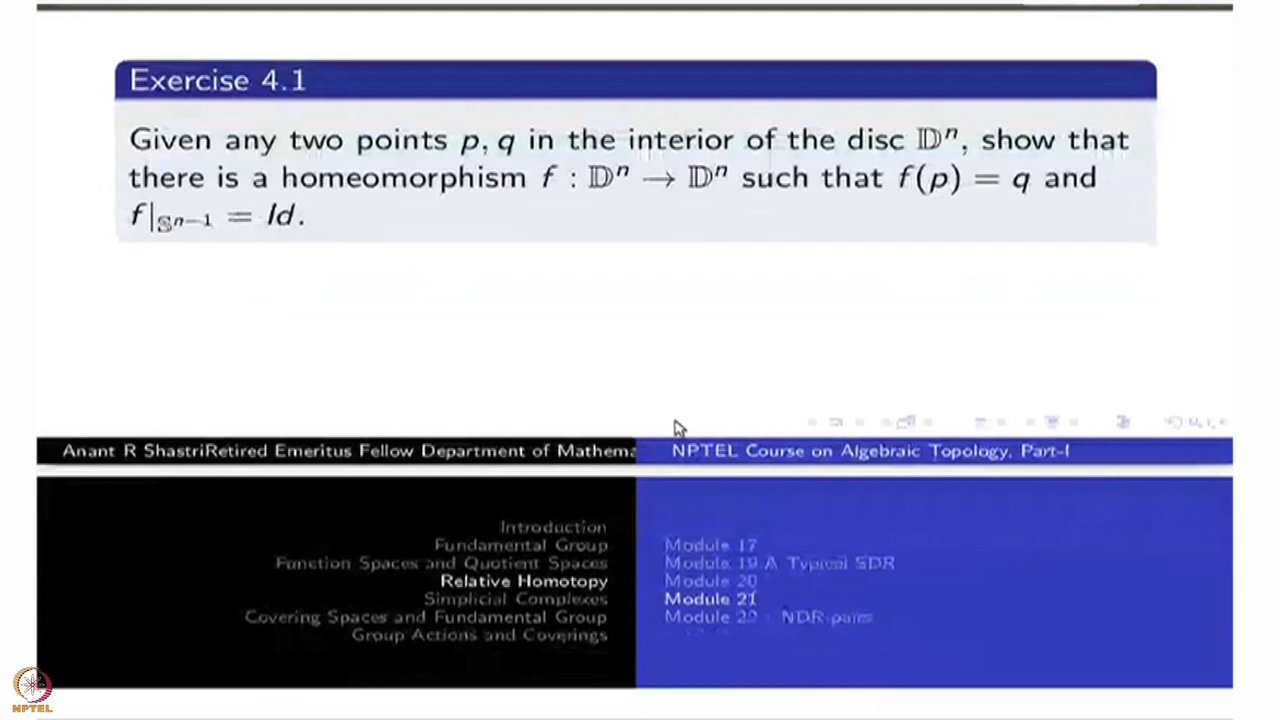 Exercise 4.1
Given any two points p, q in the interior of the disc 𝔻ⁿ, show that
there is a homeomorphism f : 𝔻ⁿ → 𝔻ⁿ such that f(p) = q and
f|𝕊ⁿ⁻¹ = Id.
Anant R ShastriRetired Emeritus Fellow Department of Mathema
NPTEL Course on Algebraic Topology, Part-I
Introduction
Fundamental Group
Function Spaces and Quotient Spaces
Relative Homotopy
Simplicial Complexes
Covering Spaces and Fundamental Group
Group Actions and Coverings
Module 17
Module 19 A Typical SDR
Module 20
Module 21
Module 22 : NDR pairs
NPTEL